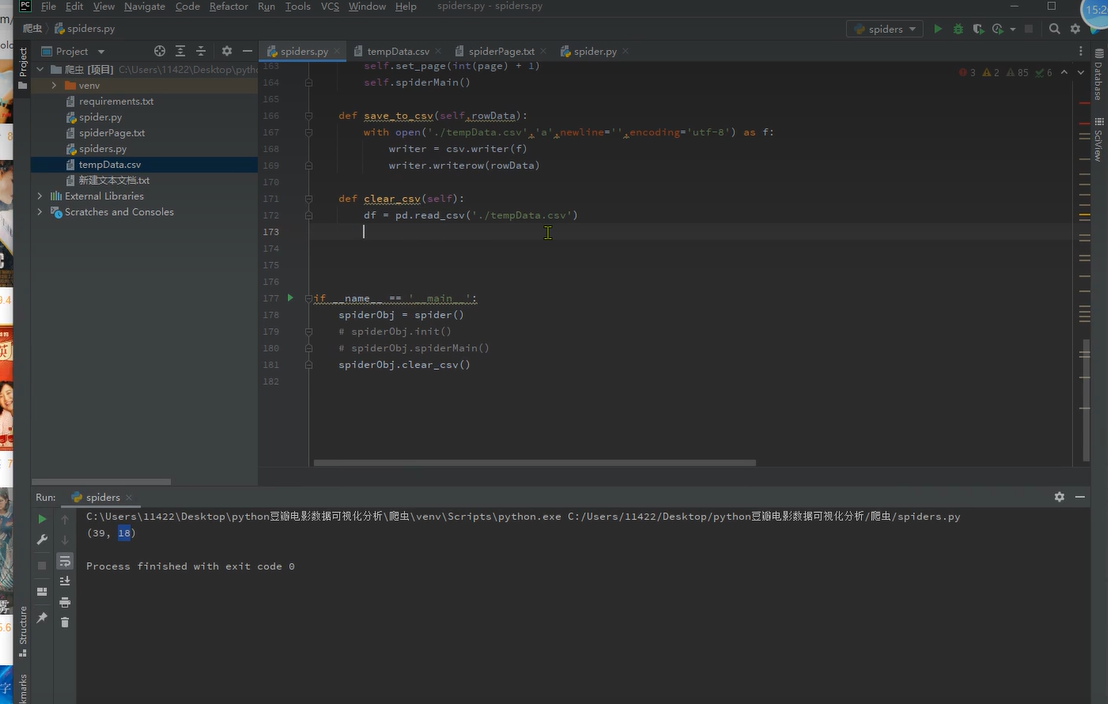 File Edit View Navigate Code Refactor Run Tools VCS Window Help spiders.py - spiders.py
爬虫 spiders.py
spiders
Project
spiders.py tempData.csv spiderPage.txt spider.py
爬虫 [项目] C:\Users\11422\Desktop\pyth
venv
requirements.txt
spider.py
spiderPage.txt
spiders.py
tempData.csv
新建文本文档.txt
External Libraries
Scratches and Consoles
3 2 85 6
163 self.set_page(int(page) + 1)
164 self.spiderMain()
165
166 def save_to_csv(self,rowData):
167 with open('./tempData.csv','a',newline='',encoding='utf-8') as f:
168 writer = csv.writer(f)
169 writer.writerow(rowData)
170
171 def clear_csv(self):
172 df = pd.read_csv('./tempData.csv')
173
174
175
176
177 if __name__ == '__main__':
178 spiderObj = spider()
179 # spiderObj.init()
180 # spiderObj.spiderMain()
181 spiderObj.clear_csv()
182
Project
Structure
Database
SciView
Run: spiders
C:\Users\11422\Desktop\python豆瓣电影数据可视化分析\爬虫\venv\Scripts\python.exe C:/Users/11422/Desktop/python豆瓣电影数据可视化分析/爬虫/spiders.py
(39, 18)
Process finished with exit code 0